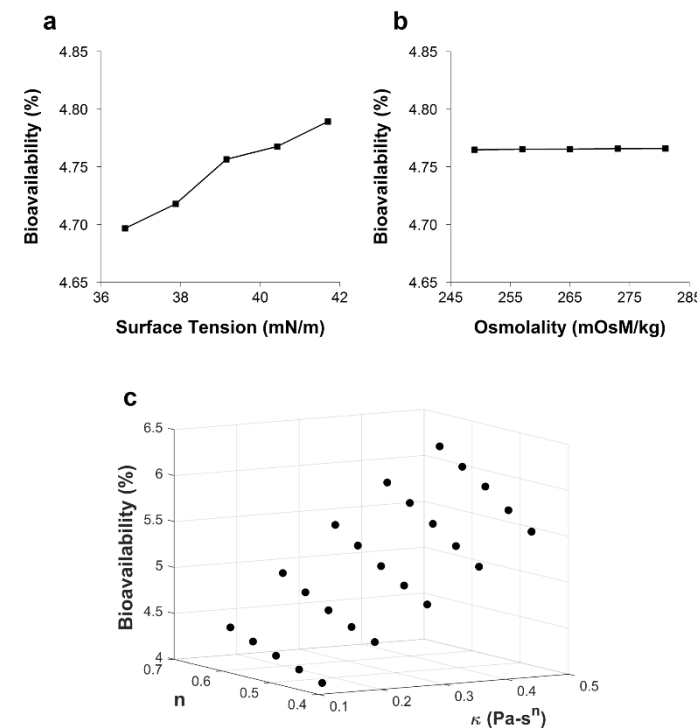 a
4.85
4.80
4.75
4.70
4.65
Bioavailability (%)
36 38 40 42
Surface Tension (mN/m)
b
4.85
4.80
4.75
4.70
4.65
Bioavailability (%)
245 255 265 275 285
Osmolality (mOsM/kg)
c
6.5
6
5.5
5
4.5
4
Bioavailability (%)
0.7 0.6 0.5 0.4
n
0.1 0.2 0.3 0.4 0.5
κ (Pa-sⁿ)